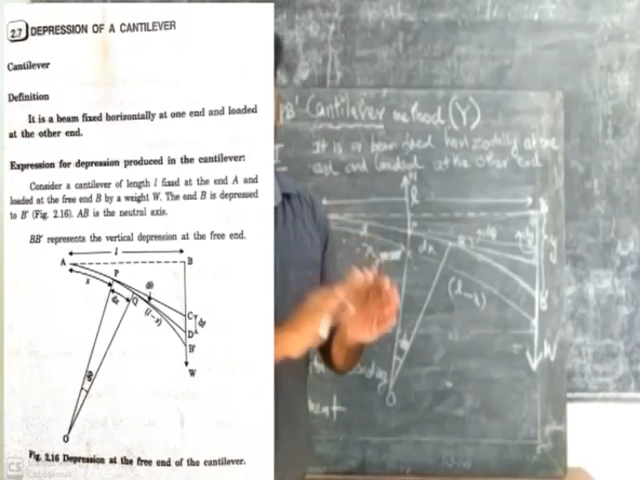 2.7 DEPRESSION OF A CANTILEVER
Cantilever
Definition
It is a beam fixed horizontally at one end and loaded
at the other end.
Expression for depression produced in the cantilever:
Consider a cantilever of length l fixed at the end A and
loaded at the free end B by a weight W. The end B is depressed
to B' (Fig. 2.16). AB is the neutral axis.
BB' represents the vertical depression at the free end.
l
A B
x P dθ
dx Q (l-x) C dy
D
B'
W
dθ
O
Fig. 2.16 Depression at the free end of the cantilever.
CS
Cantilever method (Y)
It is a beam fixed horizontally at one
end and loaded at the other end
l
dx
y
(l-x)
B'
W
O